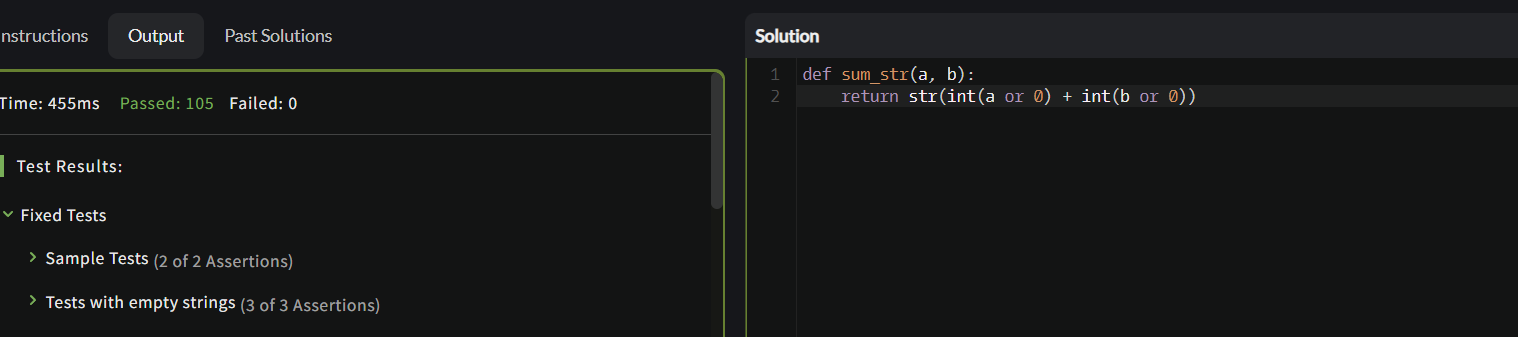 nstructions Output Past Solutions
Time: 455ms Passed: 105 Failed: 0
Test Results:
Fixed Tests
Sample Tests (2 of 2 Assertions)
Tests with empty strings (3 of 3 Assertions)
Solution
1 def sum_str(a, b):
2     return str(int(a or 0) + int(b or 0))